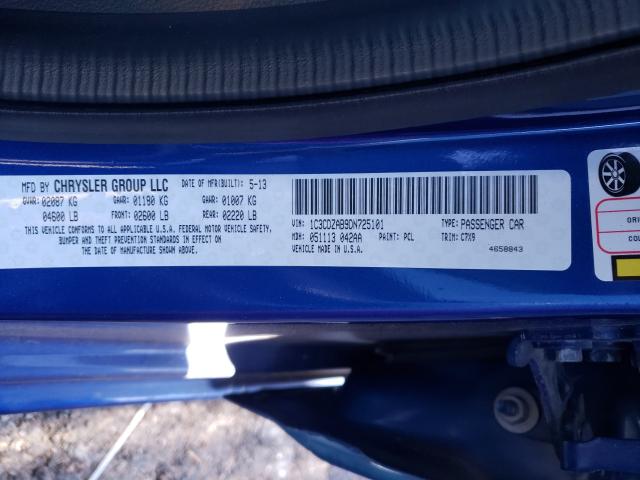 MFD BY CHRYSLER GROUP LLC
DATE OF MFR(BUILT): 5-13
GVWR: 02087 KG GAWR: 01180 KG GAWR: 01007 KG
04600 LB FRONT: 02600 LB REAR: 02220 LB
THIS VEHICLE CONFORMS TO ALL APPLICABLE U.S.A. FEDERAL MOTOR VEHICLE SAFETY,
BUMPER AND THEFT PREVENTION STANDARDS IN EFFECT ON
THE DATE OF MANUFACTURE SHOWN ABOVE.
VIN: 1C3CDZAB9DN725101 TYPE: PASSENGER CAR
MDH: 051113 042AA PAINT: PCL TRIM: C7X9
VEHICLE MADE IN U.S.A. 4658843